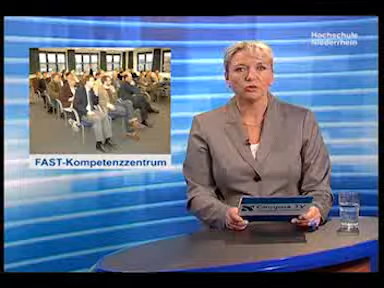 Hochschule
Niederrhein
FAST-Kompetenzzentrum
Campus TV